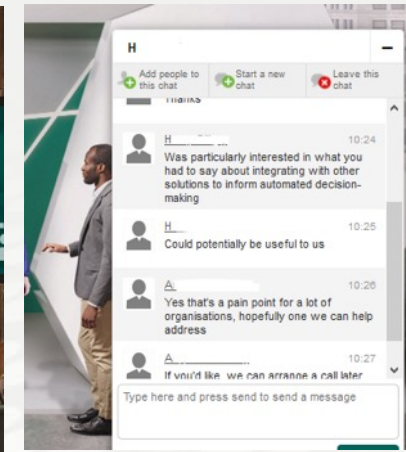 H
Add people to
this chat
Start a new
chat
Leave this
chat
Thanks
H
10:24
Was particularly interested in what you
had to say about integrating with other
solutions to inform automated decision-
making
H
10:25
Could potentially be useful to us
A
10:26
Yes that's a pain point for a lot of
organisations, hopefully one we can help
address
A
10:27
If you'd like, we can arrange a call later
Type here and press send to send a message